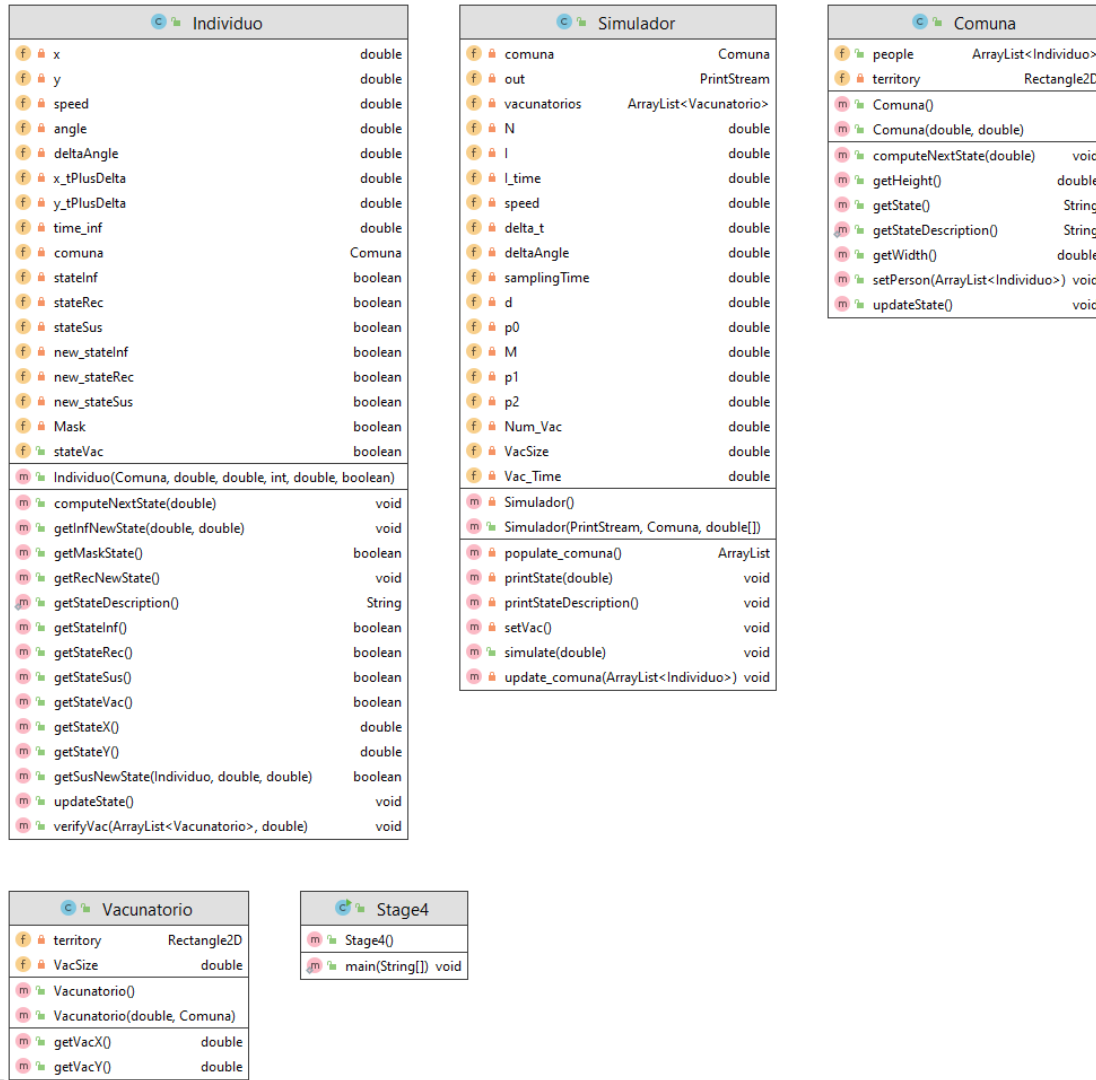 Individuo
x double
y double
speed double
angle double
deltaAngle double
x_tPlusDelta double
y_tPlusDelta double
time_inf double
comuna Comuna
stateInf boolean
stateRec boolean
stateSus boolean
new_stateInf boolean
new_stateRec boolean
new_stateSus boolean
Mask boolean
stateVac boolean
Individuo(Comuna, double, double, int, double, boolean)
computeNextState(double) void
getInfNewState(double, double) void
getMaskState() boolean
getRecNewState() void
getStateDescription() String
getStateInf() boolean
getStateRec() boolean
getStateSus() boolean
getStateVac() boolean
getStateX() double
getStateY() double
getSusNewState(Individuo, double, double) boolean
updateState() void
verifyVac(ArrayList<Vacunatorio>, double) void
Simulador
comuna Comuna
out PrintStream
vacunatorios ArrayList<Vacunatorio>
N double
I double
I_time double
speed double
delta_t double
deltaAngle double
samplingTime double
d double
p0 double
M double
p1 double
p2 double
Num_Vac double
VacSize double
Vac_Time double
Simulador()
Simulador(PrintStream, Comuna, double[])
populate_comuna() ArrayList
printState(double) void
printStateDescription() void
setVac() void
simulate(double) void
update_comuna(ArrayList<Individuo>) void
Comuna
people ArrayList<Individuo>
territory Rectangle2D
Comuna()
Comuna(double, double)
computeNextState(double) void
getHeight() double
getState() String
getStateDescription() String
getWidth() double
setPerson(ArrayList<Individuo>) void
updateState() void
Vacunatorio
territory Rectangle2D
VacSize double
Vacunatorio()
Vacunatorio(double, Comuna)
getVacX() double
getVacY() double
Stage4
Stage4()
main(String[]) void